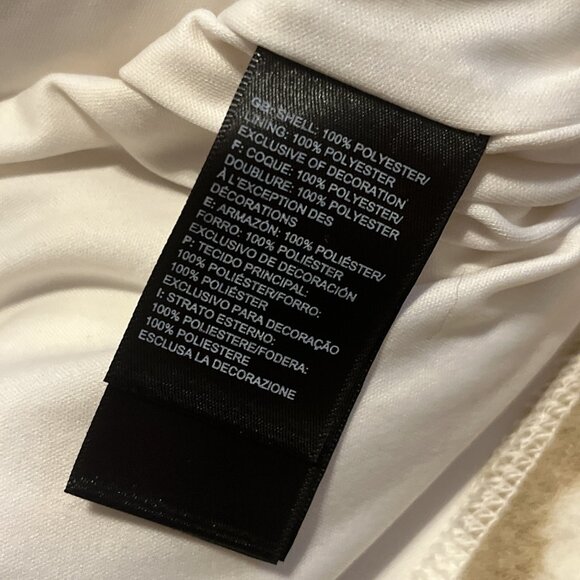 GB: SHELL: 100% POLYESTER/
LINING: 100% POLYESTER
EXCLUSIVE OF DECORATION
F: COQUE: 100% POLYESTER/
DOUBLURE: 100% POLYESTER
À L'EXCEPTION DES
DÉCORATIONS
E: ARMAZÓN: 100% POLIÉSTER/
FORRO: 100% POLIÉSTER
EXCLUSIVO DE DECORACIÓN
P: TECIDO PRINCIPAL:
100% POLIÉSTER/FORRO:
100% POLIÉSTER
EXCLUSIVO PARA DECORAÇÃO
I: STRATO ESTERNO:
100% POLIESTERE/FODERA:
100% POLIESTERE
ESCLUSA LA DECORAZIONE